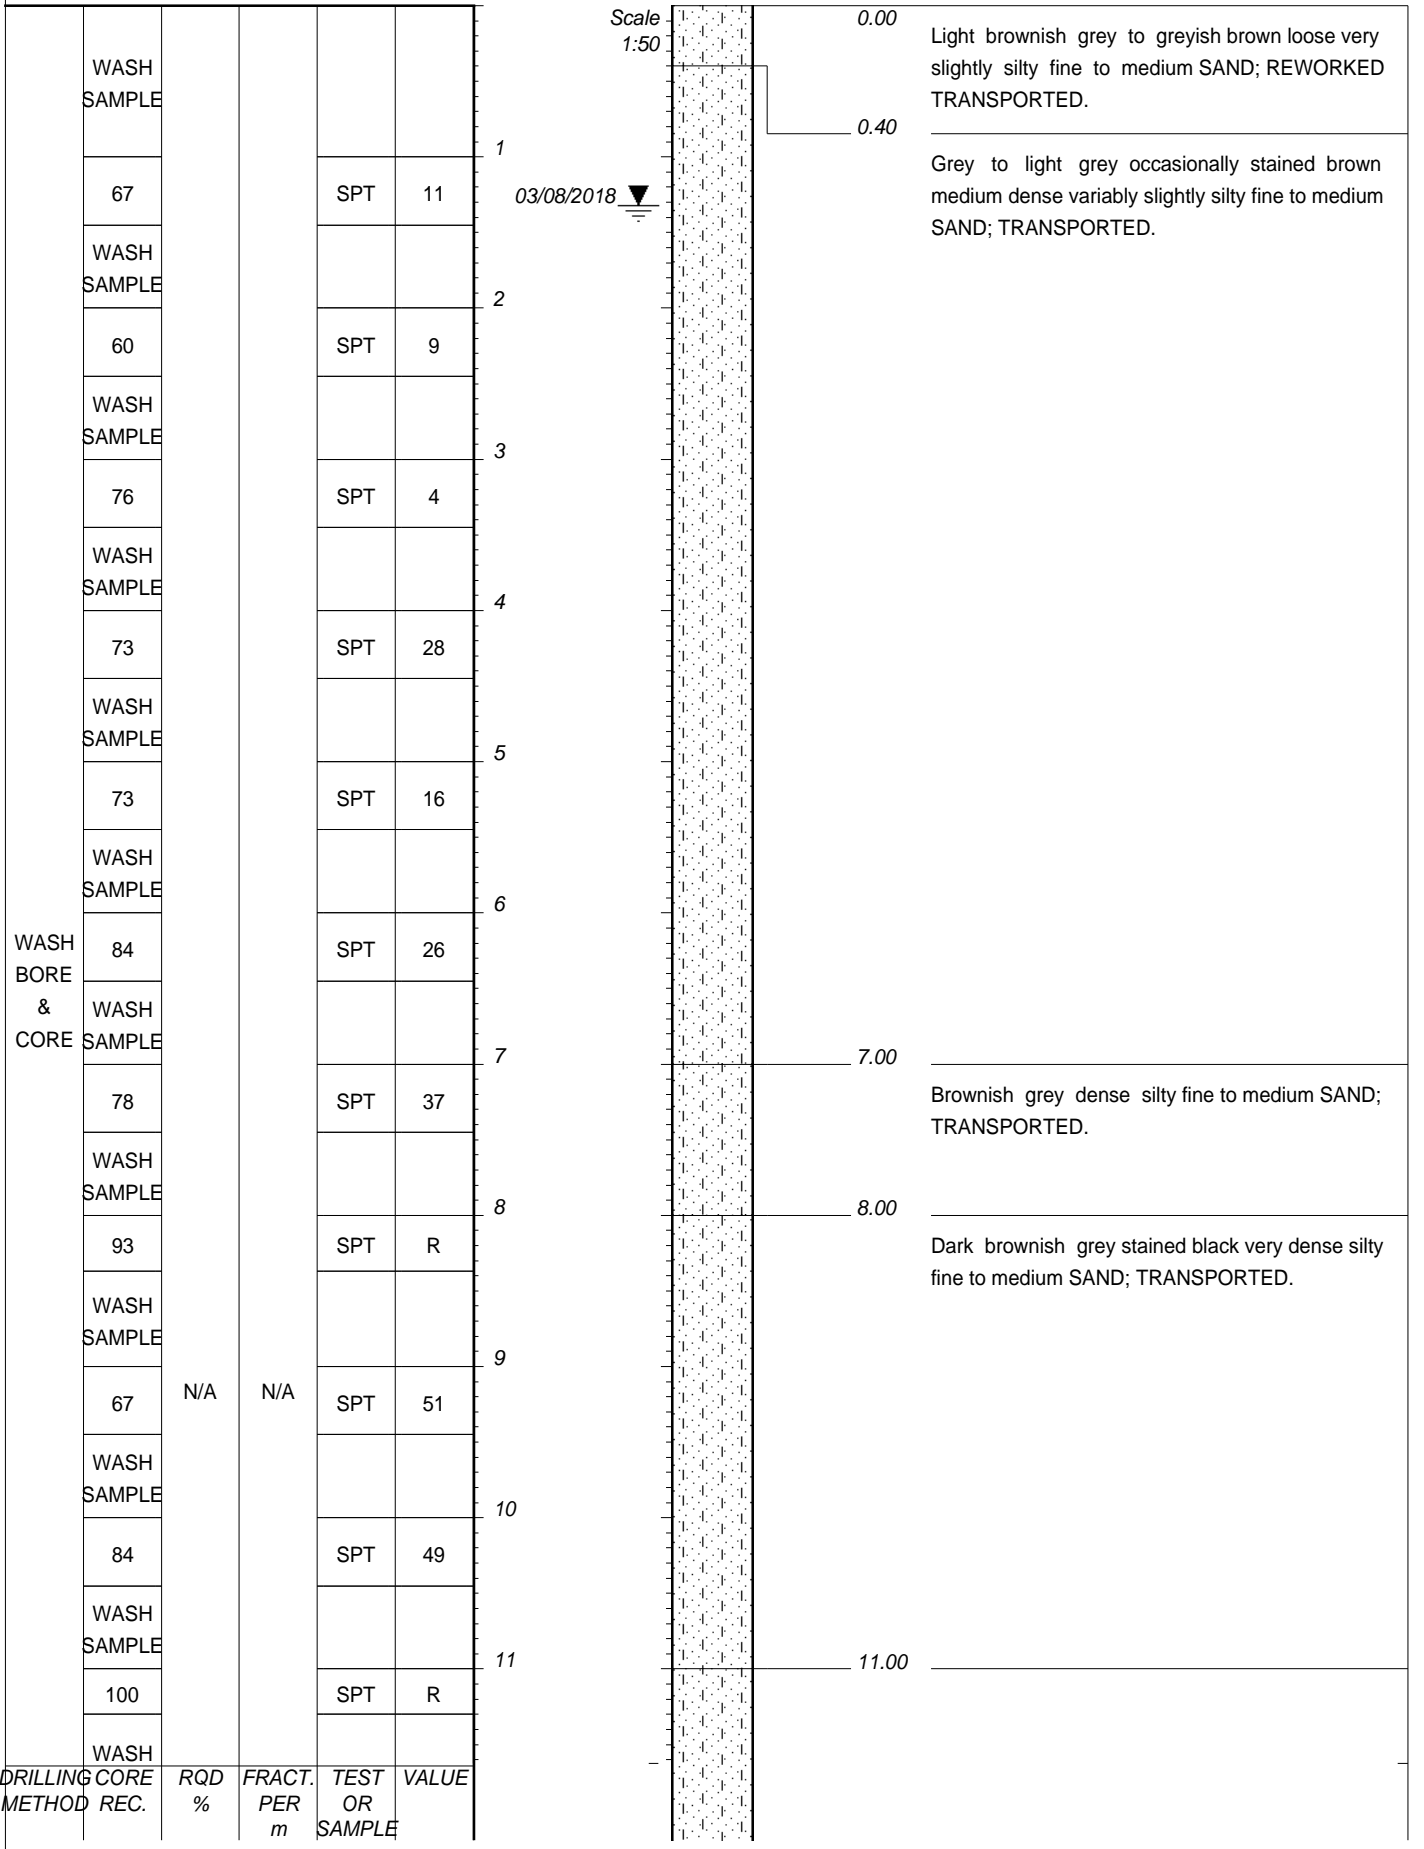 Scale
1:50
0.00
Light brownish grey to greyish brown loose very
slightly silty fine to medium SAND; REWORKED
TRANSPORTED.
WASH
SAMPLE
0.40
1
Grey to light grey occasionally stained brown
medium dense variably slightly silty fine to medium
SAND; TRANSPORTED.
67 SPT 11 03/08/2018
WASH
SAMPLE
2
60 SPT 9
WASH
SAMPLE
3
76 SPT 4
WASH
SAMPLE
4
73 SPT 28
WASH
SAMPLE
5
73 SPT 16
WASH
SAMPLE
6
WASH
BORE
&
CORE
84 SPT 26
WASH
SAMPLE
7 7.00
78 SPT 37
Brownish grey dense silty fine to medium SAND;
TRANSPORTED.
WASH
SAMPLE
8 8.00
93 SPT R
Dark brownish grey stained black very dense silty
fine to medium SAND; TRANSPORTED.
WASH
SAMPLE
9
67 N/A N/A SPT 51
WASH
SAMPLE
10
84 SPT 49
WASH
SAMPLE
11 11.00
100 SPT R
WASH
DRILLING
METHOD
CORE
REC.
RQD
%
FRACT.
PER
m
TEST
OR
SAMPLE
VALUE